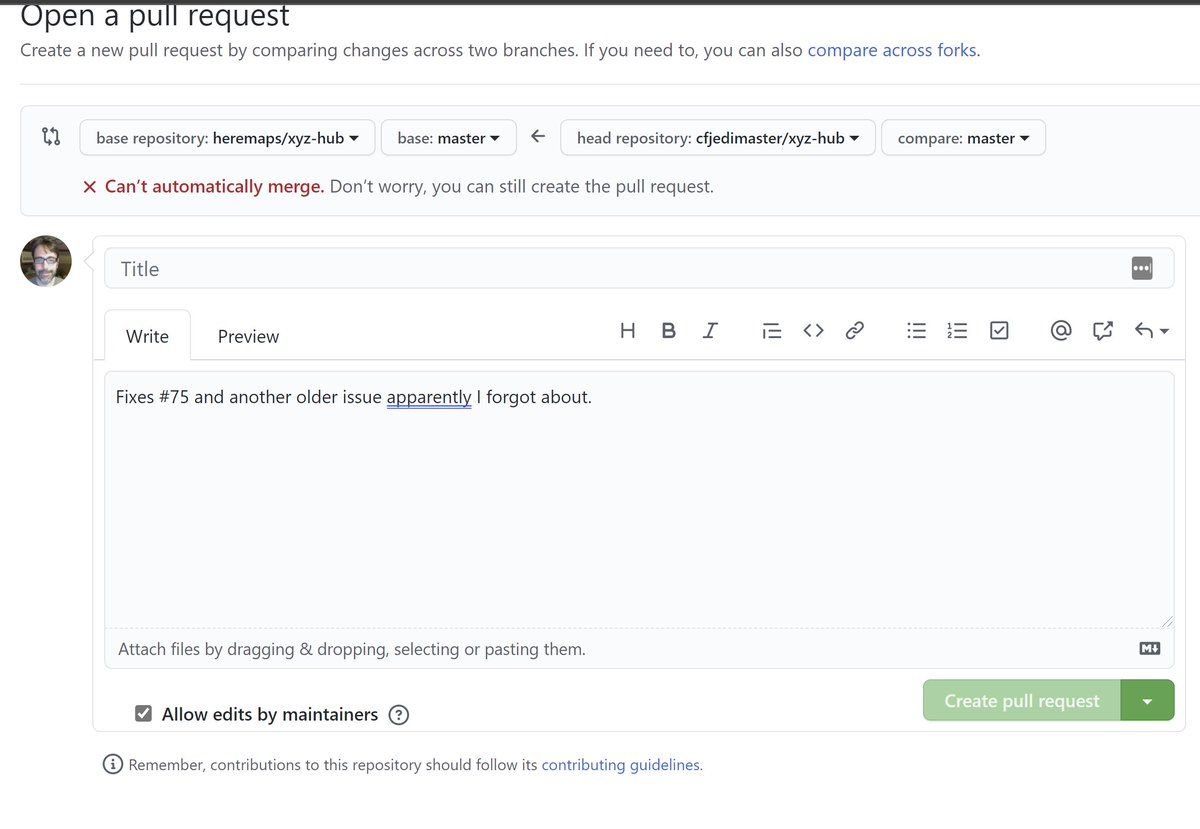 Open a pull request
Create a new pull request by comparing changes across two branches. If you need to, you can also compare across forks.
base repository: heremaps/xyz-hub base: master ← head repository: cfjedimaster/xyz-hub compare: master
✕ Can’t automatically merge. Don’t worry, you can still create the pull request.
Title
Write Preview H B I
Fixes #75 and another older issue apparently I forgot about.
Attach files by dragging & dropping, selecting or pasting them.
Allow edits by maintainers
Create pull request
Remember, contributions to this repository should follow its contributing guidelines.